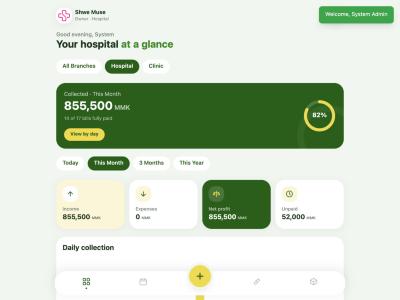 Shwe Muse
Owner · Hospital
Welcome, System Admin
Good evening, System
Your hospital at a glance
All Branches
Hospital
Clinic
Collected · This Month
855,500 MMK
14 of 17 bills fully paid
82%
View by day
Today
This Month
3 Months
This Year
Income
855,500 MMK
Expenses
0 MMK
Net profit
855,500 MMK
Unpaid
52,000 MMK
Daily collection